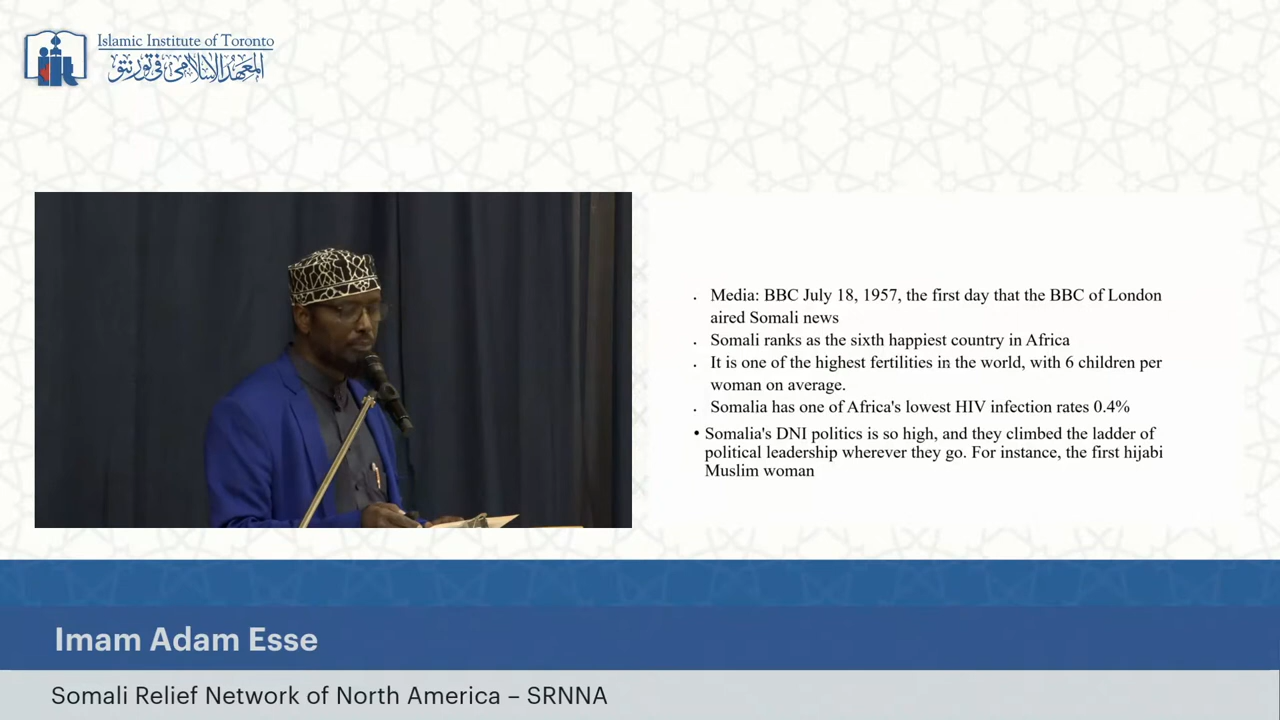 Islamic Institute of Toronto
المعهد الإسلامي في تورنتو
• Media: BBC July 18, 1957, the first day that the BBC of London
aired Somali news
• Somali ranks as the sixth happiest country in Africa
• It is one of the highest fertilities in the world, with 6 children per
woman on average.
• Somalia has one of Africa's lowest HIV infection rates 0.4%
• Somalia's DNI politics is so high, and they climbed the ladder of
political leadership wherever they go. For instance, the first hijabi
Muslim woman
Imam Adam Esse
Somali Relief Network of North America – SRNNA